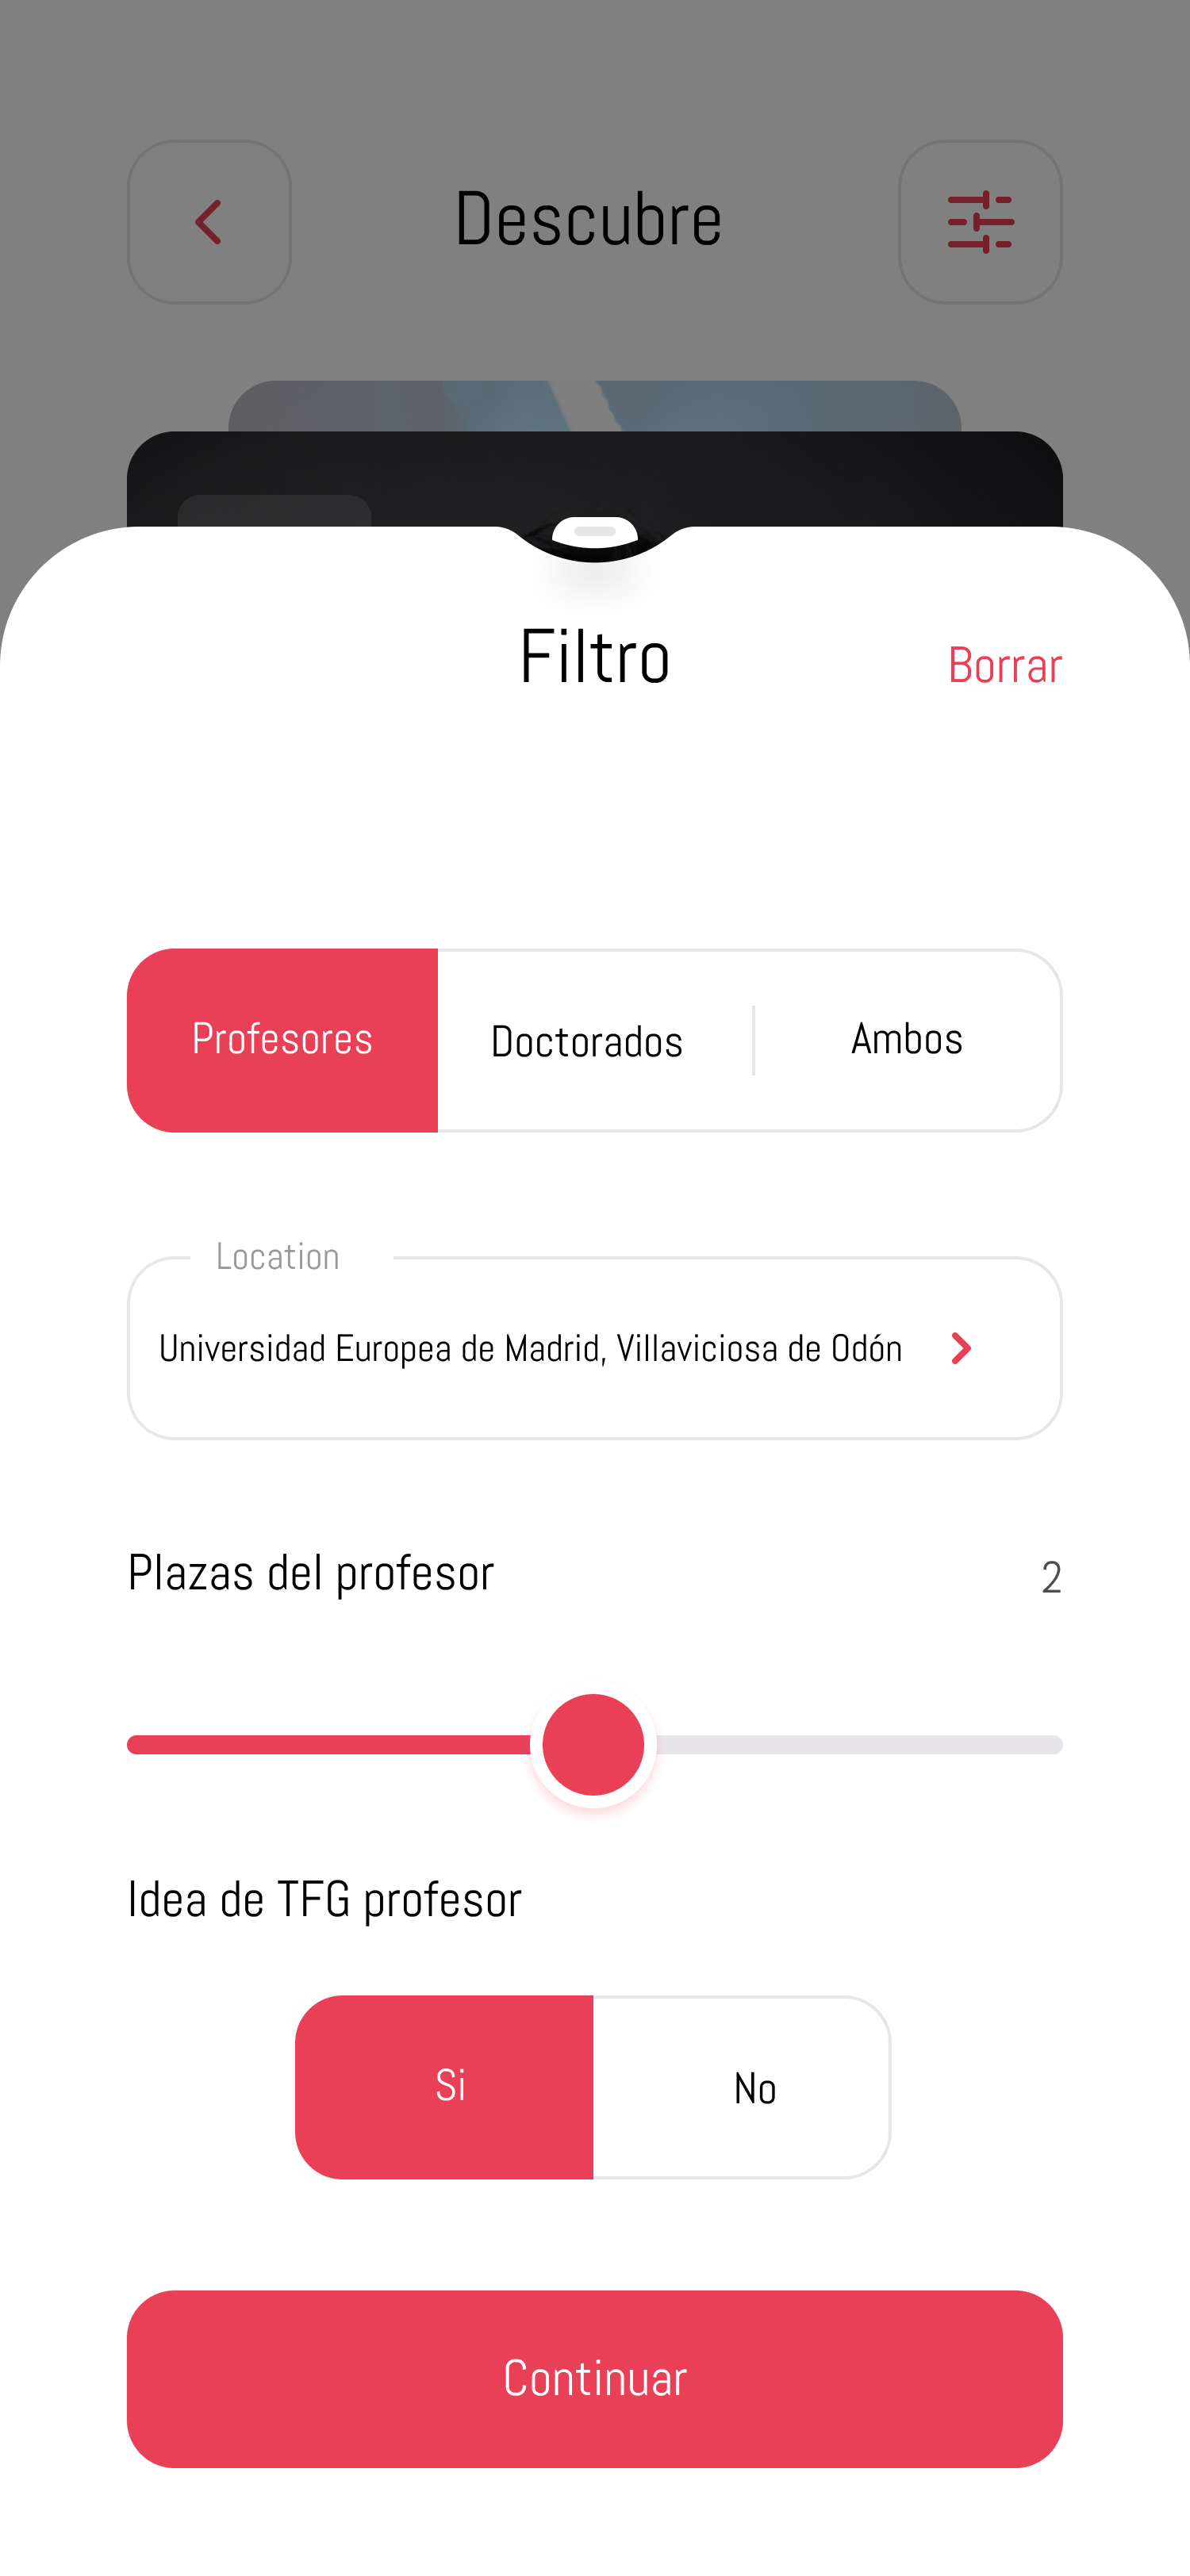 Descubre
Filtro
Borrar
Profesores
Doctorados
Ambos
Location
Universidad Europea de Madrid, Villaviciosa de Odón
Plazas del profesor
2
Idea de TFG profesor
Si
No
Continuar